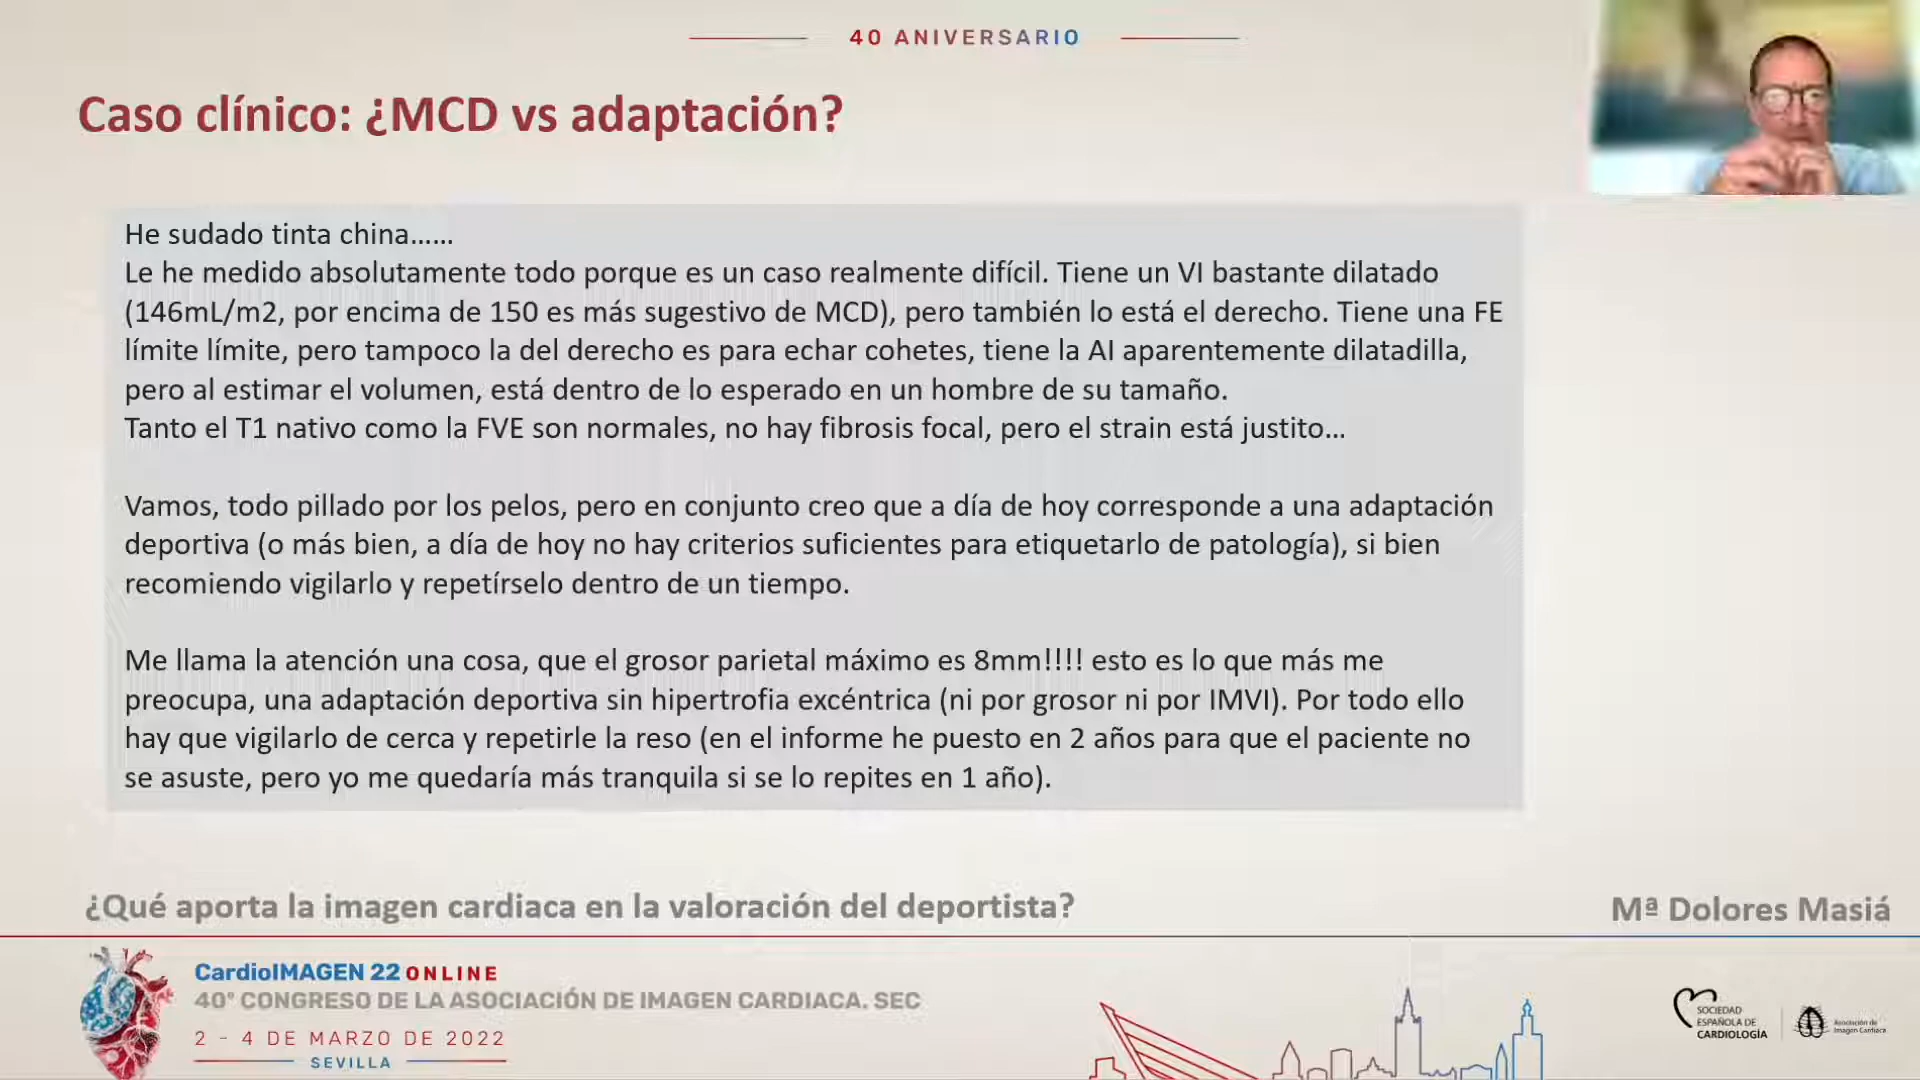 40 ANIVERSARIO
Caso clínico: ¿MCD vs adaptación?
He sudado tinta china......
Le he medido absolutamente todo porque es un caso realmente difícil. Tiene un VI bastante dilatado
(146mL/m2, por encima de 150 es más sugestivo de MCD), pero también lo está el derecho. Tiene una FE
límite límite, pero tampoco la del derecho es para echar cohetes, tiene la AI aparentemente dilatadilla,
pero al estimar el volumen, está dentro de lo esperado en un hombre de su tamaño.
Tanto el T1 nativo como la FVE son normales, no hay fibrosis focal, pero el strain está justito...
Vamos, todo pillado por los pelos, pero en conjunto creo que a día de hoy corresponde a una adaptación
deportiva (o más bien, a día de hoy no hay criterios suficientes para etiquetarlo de patología), si bien
recomiendo vigilarlo y repetírselo dentro de un tiempo.
Me llama la atención una cosa, que el grosor parietal máximo es 8mm!!!! esto es lo que más me
preocupa, una adaptación deportiva sin hipertrofia excéntrica (ni por grosor ni por IMVI). Por todo ello
hay que vigilarlo de cerca y repetirle la reso (en el informe he puesto en 2 años para que el paciente no
se asuste, pero yo me quedaría más tranquila si se lo repites en 1 año).
¿Qué aporta la imagen cardiaca en la valoración del deportista?
Mª Dolores Masiá
CardioIMAGEN 22 ONLINE
40º CONGRESO DE LA ASOCIACIÓN DE IMAGEN CARDIACA. SEC
2 - 4 DE MARZO DE 2022
SEVILLA
SOCIEDAD
ESPAÑOLA DE
CARDIOLOGÍA
Asociación de
Imagen Cardiaca